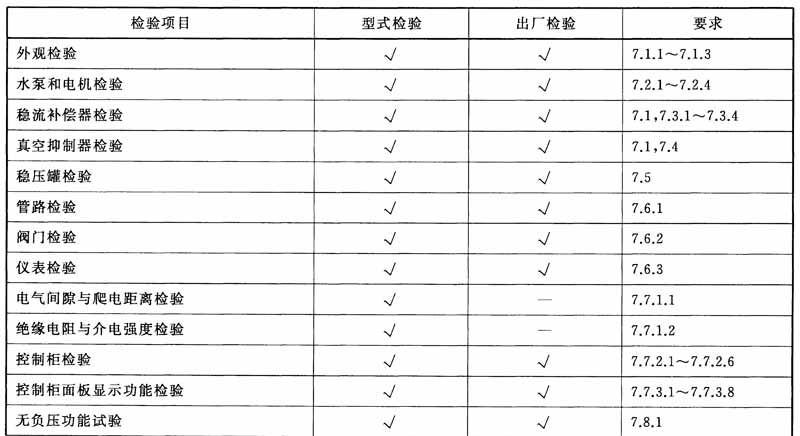 检验项目 型式检验 出厂检验 要求
外观检验 √ √ 7.1.1～7.1.3
水泵和电机检验 √ √ 7.2.1～7.2.4
稳流补偿器检验 √ √ 7.1,7.3.1～7.3.4
真空抑制器检验 √ √ 7.1,7.4
稳压罐检验 √ √ 7.5
管路检验 √ √ 7.6.1
阀门检验 √ √ 7.6.2
仪表检验 √ √ 7.6.3
电气间隙与爬电距离检验 √ — 7.7.1.1
绝缘电阻与介电强度检验 √ — 7.7.1.2
控制柜检验 √ √ 7.7.2.1～7.7.2.6
控制柜面板显示功能检验 √ √ 7.7.3.1～7.7.3.8
无负压功能试验 √ √ 7.8.1